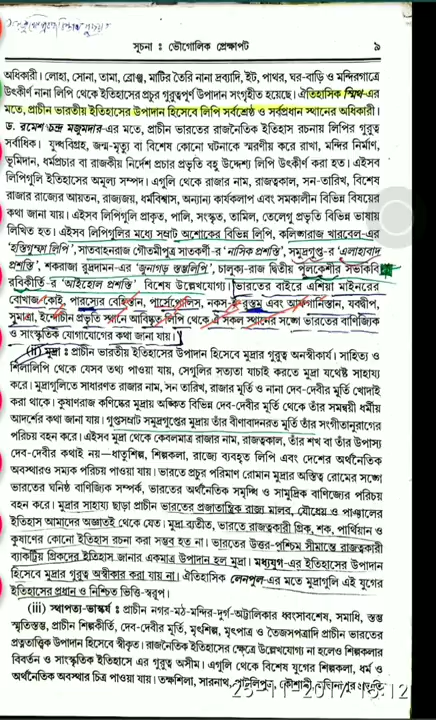 সূচনা : ভৌগোলিক প্রেক্ষাপট ৯
অধিকারী। লোহা, সোনা, তামা, ব্রোঞ্জ, মাটির তৈরি নানা দ্রব্যাদি, ইট, পাথর, ঘর-বাড়ি ও মন্দিরগাত্রে
উৎকীর্ণ নানা লিপি থেকে ইতিহাসের প্রচুর গুরুত্বপূর্ণ উপাদান সংগৃহীত হয়েছে। ঐতিহাসিক স্মিথ-এর
মতে, প্রাচীন ভারতীয় ইতিহাসের উপাদান হিসেবে লিপি সর্বশ্রেষ্ঠ ও সর্বপ্রধান স্থানের অধিকারী।
ড. রমেশ চন্দ্র মজুমদার-এর মতে, প্রাচীন ভারতের রাজনৈতিক ইতিহাস রচনায় লিপির গুরুত্ব
সর্বাধিক। যুদ্ধবিগ্রহ, জন্ম-মৃত্যু বা বিশেষ কোনো ঘটনাকে স্মরণীয় করে রাখা, মন্দির নির্মাণ,
ভূমিদান, ধর্মপ্রচার বা রাজকীয় নির্দেশ প্রচার প্রভৃতি বহু উদ্দেশ্যে লিপি উৎকীর্ণ করা হত। এইসব
লিপিগুলি ইতিহাসের অমূল্য সম্পদ। এগুলি থেকে রাজার নাম, রাজত্বকাল, সন-তারিখ, বিশেষ
রাজার রাজ্যের আয়তন, রাজ্যজয়, ধর্মবিশ্বাস, অন্যান্য কার্যকলাপ এবং সমকালীন বিভিন্ন বিষয়ের
কথা জানা যায়। এইসব লিপিগুলি প্রাকৃত, পালি, সংস্কৃত, তামিল, তেলেগু প্রভৃতি বিভিন্ন ভাষায়
লিখিত হত। এইসব লিপিগুলির মধ্যে সম্রাট অশোকের বিভিন্ন লিপি, কলিঙ্গরাজ খারবেল-এর
'হস্তিগুম্ফা লিপি', সাতবাহনরাজ গৌতমীপুত্র সাতকর্ণী-র 'নাসিক প্রশস্তি', সমুদ্রগুপ্ত-র 'এলাহাবাদ
প্রশস্তি', শকরাজা রুদ্রদামন-এর 'জুনাগড় স্তম্ভলিপি', চালুক্য-রাজ দ্বিতীয় পুলকেশীর সভাকবি
রবিকীর্তি-র 'আইহোল প্রশস্তি' বিশেষ উল্লেখযোগ্য। ভারতের বাইরে এশিয়া মাইনরের
বোখাজ-কোই, পারস্যের বেহিস্তান, পার্সেপোলিস, নকস-ই-রুস্তম এবং আফগানিস্তান, যবদ্বীপ,
সুমাত্রা, ইন্দোচীন প্রভৃতি স্থানে আবিষ্কৃত লিপি থেকে ঐ সকল স্থানের সঙ্গে ভারতের বাণিজ্যিক
ও সাংস্কৃতিক যোগাযোগের কথা জানা যায়।
(ii) মুদ্রা : প্রাচীন ভারতীয় ইতিহাসের উপাদান হিসেবে মুদ্রার গুরুত্ব অনস্বীকার্য। সাহিত্য ও
শিলালিপি থেকে যেসব তথ্য পাওয়া যায়, সেগুলির সত্যতা যাচাই করতে মুদ্রা যথেষ্ট সাহায্য
করে। মুদ্রাগুলিতে সাধারণত রাজার নাম, সন তারিখ, রাজার মূর্তি ও নানা দেব-দেবীর মূর্তি খোদাই
করা থাকে। কুষাণরাজ কণিষ্কের মুদ্রায় অঙ্কিত বিভিন্ন দেব-দেবীর মূর্তি থেকে তাঁর সমন্বয়ী ধর্মীয়
আদর্শের কথা জানা যায়। গুপ্তসম্রাট সমুদ্রগুপ্তের মুদ্রায় তাঁর বীণাবাদনরত মূর্তি তাঁর সংগীতানুরাগের
পরিচয় বহন করে। এইসব মুদ্রা থেকে কেবলমাত্র রাজার নাম, রাজত্বকাল, তাঁর শখ বা তাঁর উপাস্য
দেব-দেবীর কথাই নয়—ধাতুশিল্প, শিল্পকলা, রাজ্যে ব্যবহৃত লিপি এবং দেশের অর্থনৈতিক
অবস্থারও সম্যক পরিচয় পাওয়া যায়। ভারতে প্রচুর পরিমাণ রোমান মুদ্রার অস্তিত্ব রোমের সঙ্গে
ভারতের ঘনিষ্ঠ বাণিজ্যিক সম্পর্ক, ভারতের অর্থনৈতিক সমৃদ্ধি ও সামুদ্রিক বাণিজ্যের পরিচয়
বহন করে। মুদ্রার সাহায্য ছাড়া প্রাচীন ভারতের প্রজাতান্ত্রিক রাজ্য মালব, যৌধেয় ও পাঞ্চালের
ইতিহাস আমাদের অজ্ঞাতই থেকে যেত। মুদ্রা ব্যতীত, ভারতে রাজত্বকারী গ্রিক, শক, পার্থিয়ান ও
কুষাণের কোনো ইতিহাস রচনা করা সম্ভব হত না। ভারতের উত্তর-পশ্চিম সীমান্তে রাজত্বকারী
ব্যাকট্রিয় গ্রিকদের ইতিহাস জানার একমাত্র উপাদান হল মুদ্রা। মধ্যযুগ-এর ইতিহাসের উপাদান
হিসেবে মুদ্রার গুরুত্ব অস্বীকার করা যায় না। ঐতিহাসিক লেনপুল-এর মতে মুদ্রাগুলি এই যুগের
ইতিহাসের প্রধান ও নিশ্চিত ভিত্তি-স্বরূপ।
(iii) স্থাপত্য-ভাস্কর্য : প্রাচীন নগর-মঠ-মন্দির-দুর্গ-অট্টালিকার ধ্বংসাবশেষ, সমাধি, স্তম্ভ
স্মৃতিস্তম্ভ, প্রাচীন শিল্পকীর্তি, দেব-দেবীর মূর্তি, মৃৎশিল্প, মৃৎপাত্র ও তৈজসপত্রাদি প্রাচীন ভারতের
প্রত্নতাত্ত্বিক উপাদান হিসেবে স্বীকৃত। রাজনৈতিক ইতিহাসের ক্ষেত্রে উল্লেখযোগ্য না হলেও শিল্পকলার
বিবর্তন ও সাংস্কৃতিক ইতিহাসে এর গুরুত্ব অসীম। এগুলি থেকে বিশেষ যুগের শিল্পকলা, ধর্ম ও
অর্থনৈতিক অবস্থার চিত্র পাওয়া যায়। তক্ষশিলা, সারনাথ, পাটলিপুত্র, কৌশাম্বী,